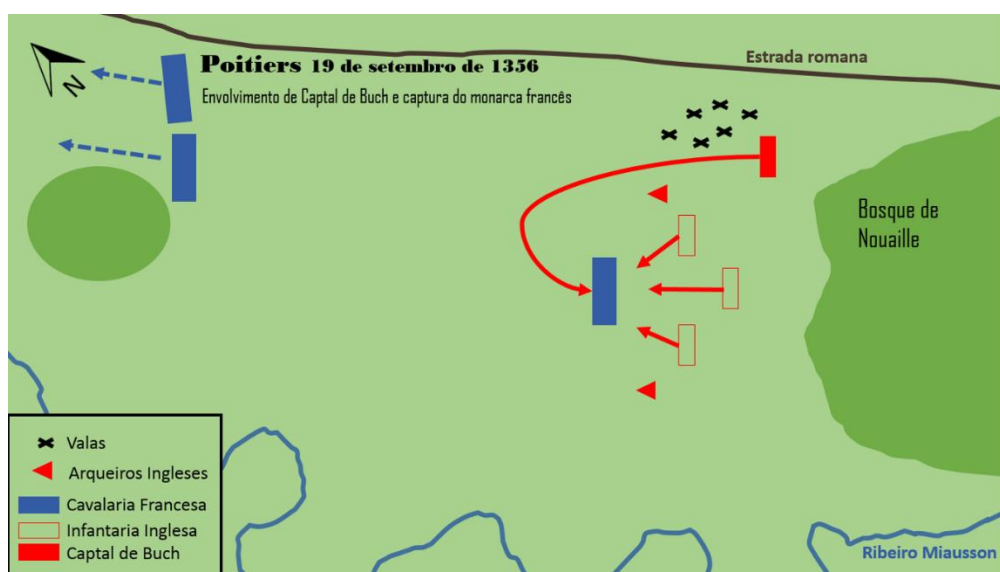 N
Poitiers 19 de setembro de 1356
Envolvimento de Captal de Buch e captura do monarca francês
Estrada romana
Bosque de
Nouaille
Valas
Arqueiros Ingleses
Cavalaria Francesa
Infantaria Inglesa
Captal de Buch
Ribeiro Miausson